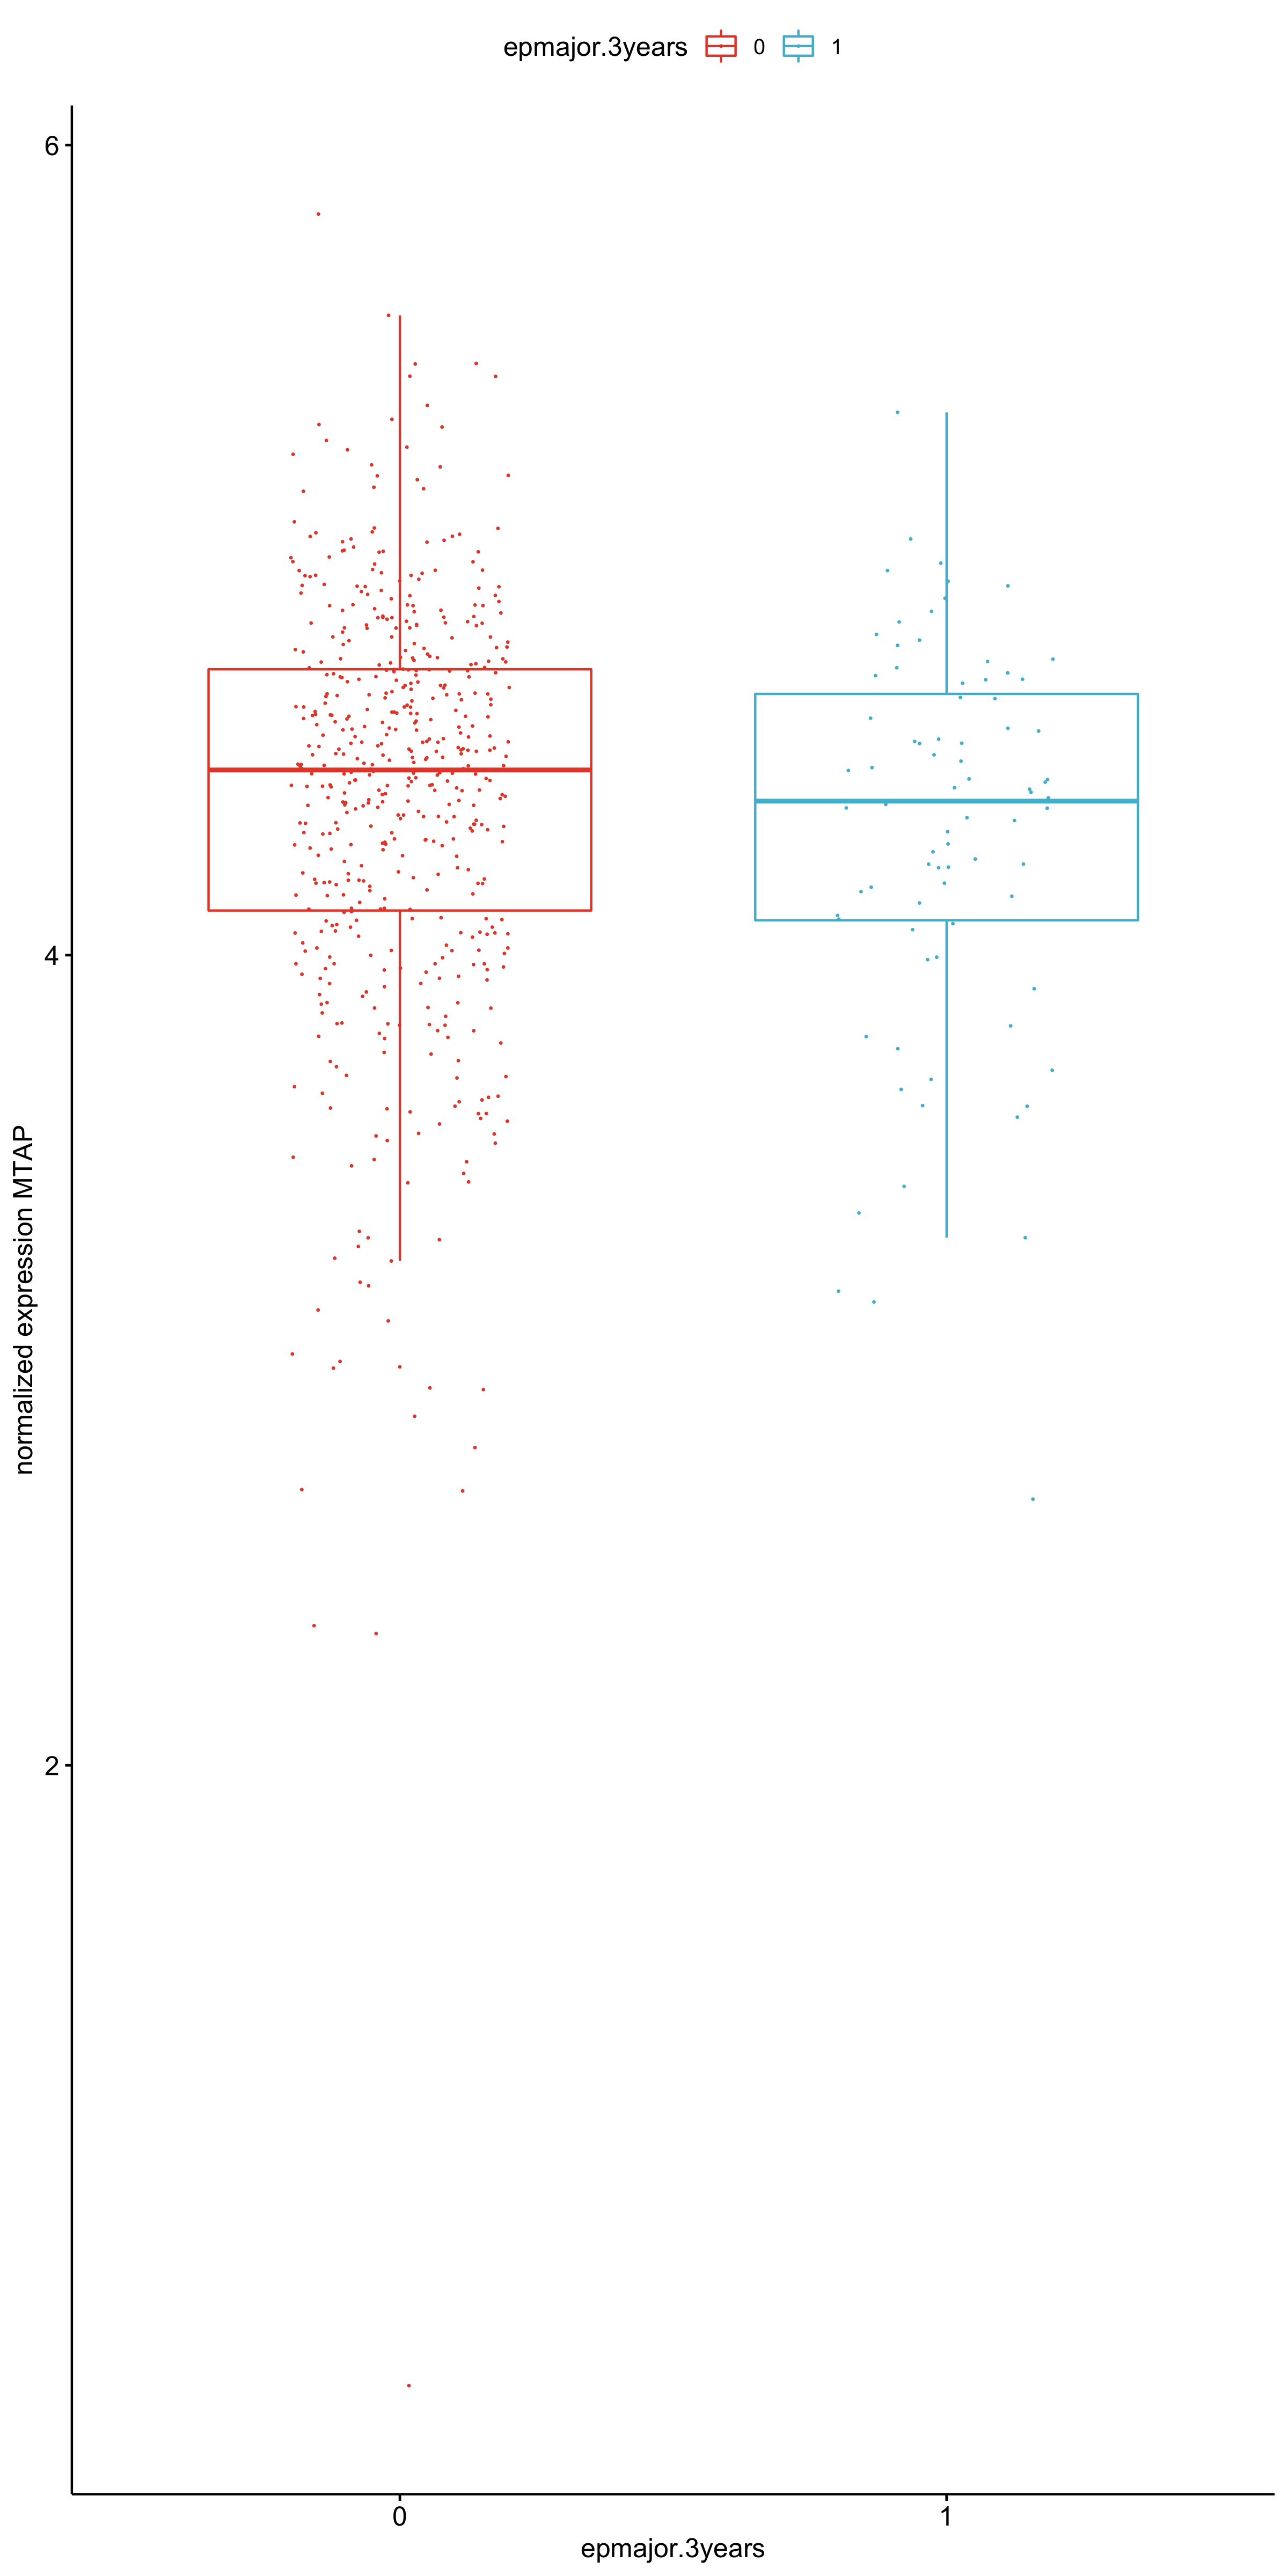 epmajor.3years 0 1
6
4
2
normalized expression MTAP
0 1
epmajor.3years